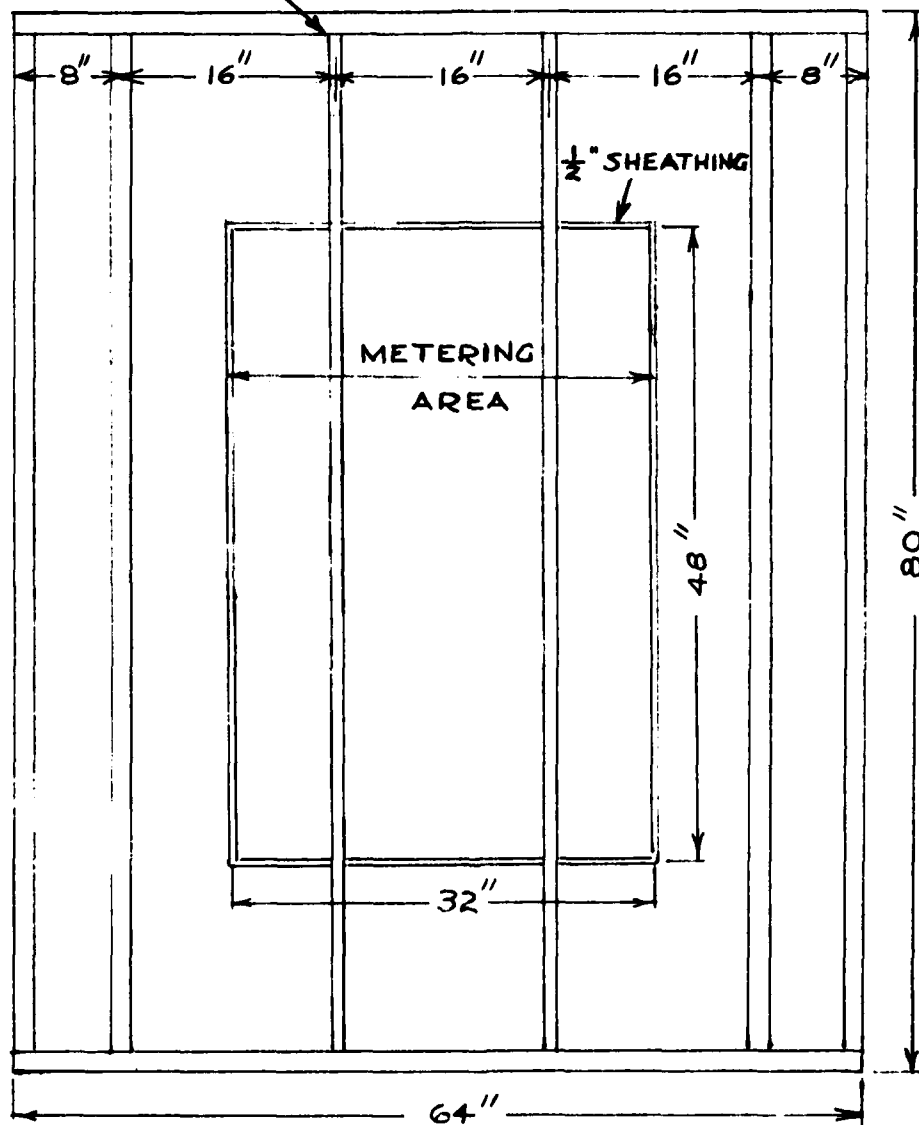 8" 16" 16" 16" 8"
1/2" SHEATHING
METERING
AREA
48"
80"
32"
64"